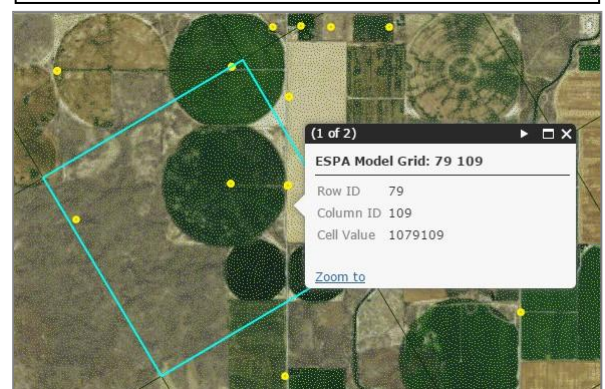 (1 of 2)
ESPA Model Grid: 79 109
Row ID 79
Column ID 109
Cell Value 1079109
Zoom to